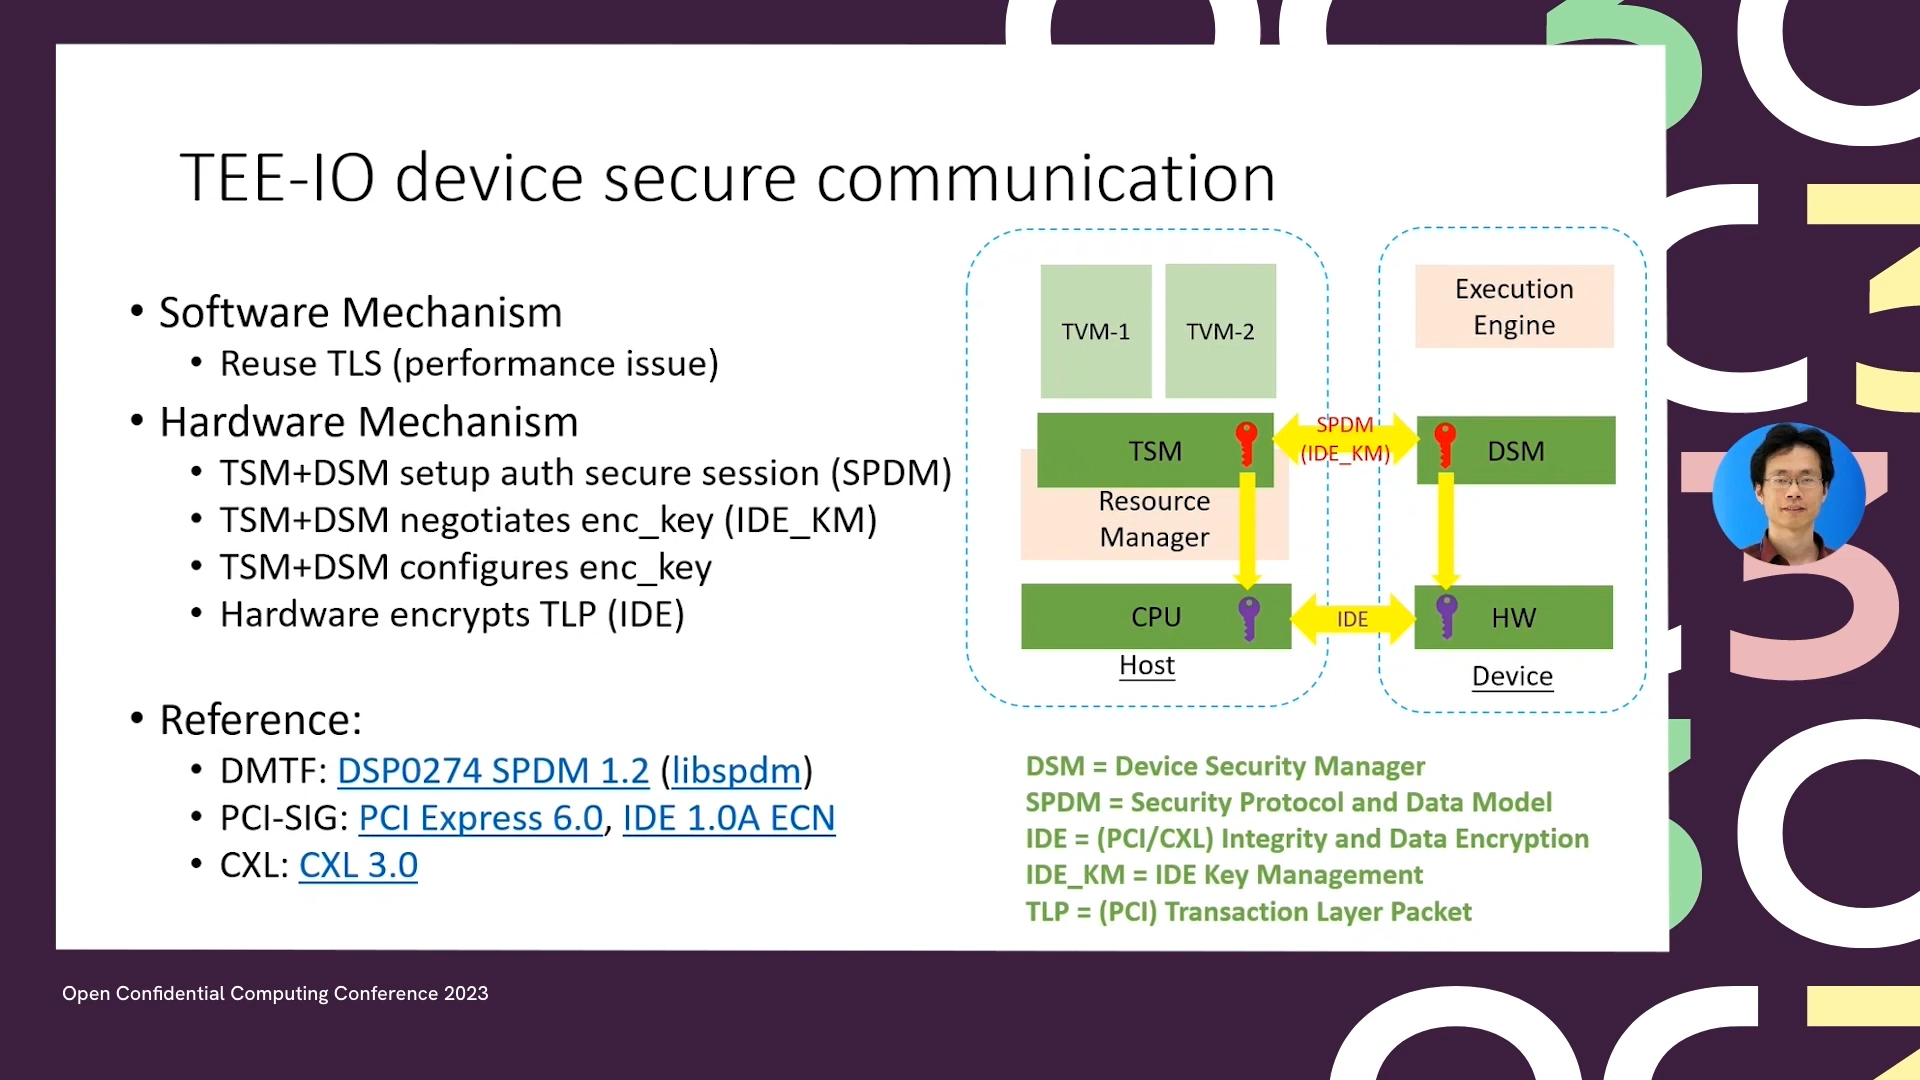 TEE-IO device secure communication
• Software Mechanism
• Reuse TLS (performance issue)
• Hardware Mechanism
• TSM+DSM setup auth secure session (SPDM)
• TSM+DSM negotiates enc_key (IDE_KM)
• TSM+DSM configures enc_key
• Hardware encrypts TLP (IDE)
• Reference:
• DMTF: DSP0274 SPDM 1.2 (libspdm)
• PCI-SIG: PCI Express 6.0, IDE 1.0A ECN
• CXL: CXL 3.0
TVM-1
TVM-2
Execution
Engine
TSM
SPDM
(IDE_KM)
DSM
Resource
Manager
CPU
IDE
HW
Host
Device
DSM = Device Security Manager
SPDM = Security Protocol and Data Model
IDE = (PCI/CXL) Integrity and Data Encryption
IDE_KM = IDE Key Management
TLP = (PCI) Transaction Layer Packet
Open Confidential Computing Conference 2023